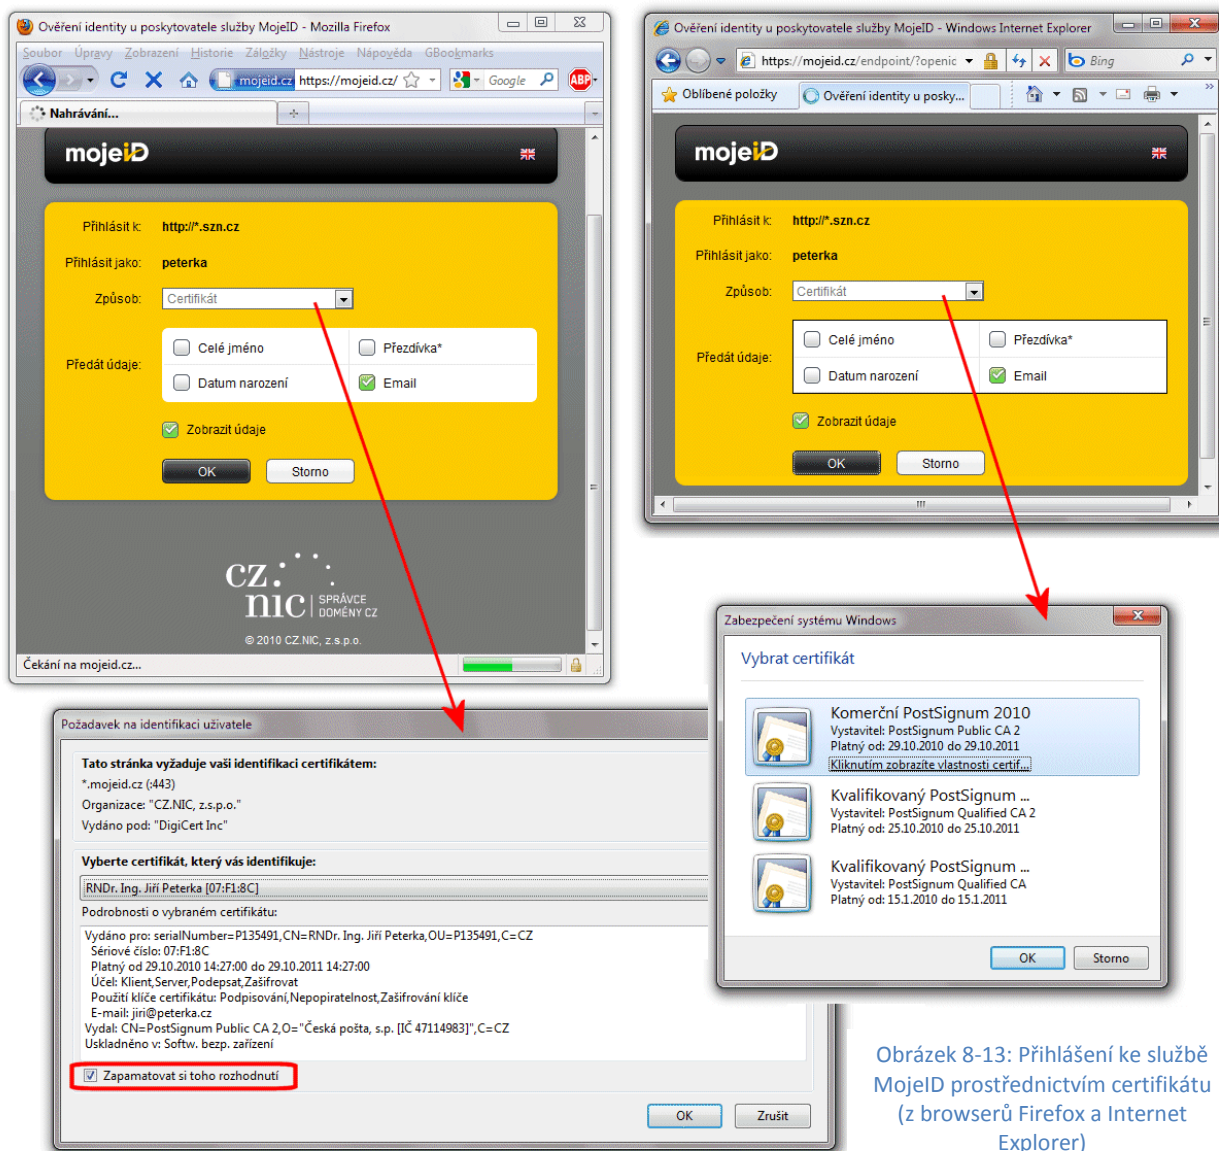 Ověření identity u poskytovatele služby MojeID - Mozilla Firefox
Soubor Úpravy Zobrazení Historie Záložky Nástroje Nápověda GBookmarks
mojeid.cz https://mojeid.cz/ Google ABP
Nahrávání...
mojeiD
Přihlásit k: http://*.szn.cz
Přihlásit jako: peterka
Způsob: Certifikát
Předát údaje:
Celé jméno Přezdívka*
Datum narození Email
Zobrazit údaje
OK Storno
cz.
nic SPRÁVCE
DOMÉNY CZ
© 2010 CZ.NIC, z.s.p.o.
Čekání na mojeid.cz...
Ověření identity u poskytovatele služby MojeID - Windows Internet Explorer
https://mojeid.cz/endpoint/?openic Bing
Oblíbené položky Ověření identity u posky...
mojeiD
Přihlásit k: http://*.szn.cz
Přihlásit jako: peterka
Způsob: Certifikát
Předát údaje:
Celé jméno Přezdívka*
Datum narození Email
Zobrazit údaje
OK Storno
Požadavek na identifikaci uživatele
Tato stránka vyžaduje vaši identifikaci certifikátem:
*.mojeid.cz (:443)
Organizace: "CZ.NIC, z.s.p.o."
Vydáno pod: "DigiCert Inc"
Vyberte certifikát, který vás identifikuje:
RNDr. Ing. Jiří Peterka [07:F1:8C]
Podrobnosti o vybraném certifikátu:
Vydáno pro: serialNumber=P135491,CN=RNDr. Ing. Jiří Peterka,OU=P135491,C=CZ
Sériové číslo: 07:F1:8C
Platný od 29.10.2010 14:27:00 do 29.10.2011 14:27:00
Účel: Klient,Server,Podepsat,Zašifrovat
Použití klíče certifikátu: Podpisování,Nepopiratelnost,Zašifrování klíče
E-mail: jiri@peterka.cz
Vydal: CN=PostSignum Public CA 2,O="Česká pošta, s.p. [IČ 47114983]",C=CZ
Uskladněno v: Softw. bezp. zařízení
Zapamatovat si toho rozhodnutí
OK Zrušit
Zabezpečení systému Windows
Vybrat certifikát
Komerční PostSignum 2010
Vystavitel: PostSignum Public CA 2
Platný od: 29.10.2010 do 29.10.2011
Kliknutím zobrazíte vlastnosti certif...
Kvalifikovaný PostSignum ...
Vystavitel: PostSignum Qualified CA 2
Platný od: 25.10.2010 do 25.10.2011
Kvalifikovaný PostSignum ...
Vystavitel: PostSignum Qualified CA
Platný od: 15.1.2010 do 15.1.2011
OK Storno
Obrázek 8-13: Přihlášení ke službě
MojeID prostřednictvím certifikátu
(z browserů Firefox a Internet
Explorer)